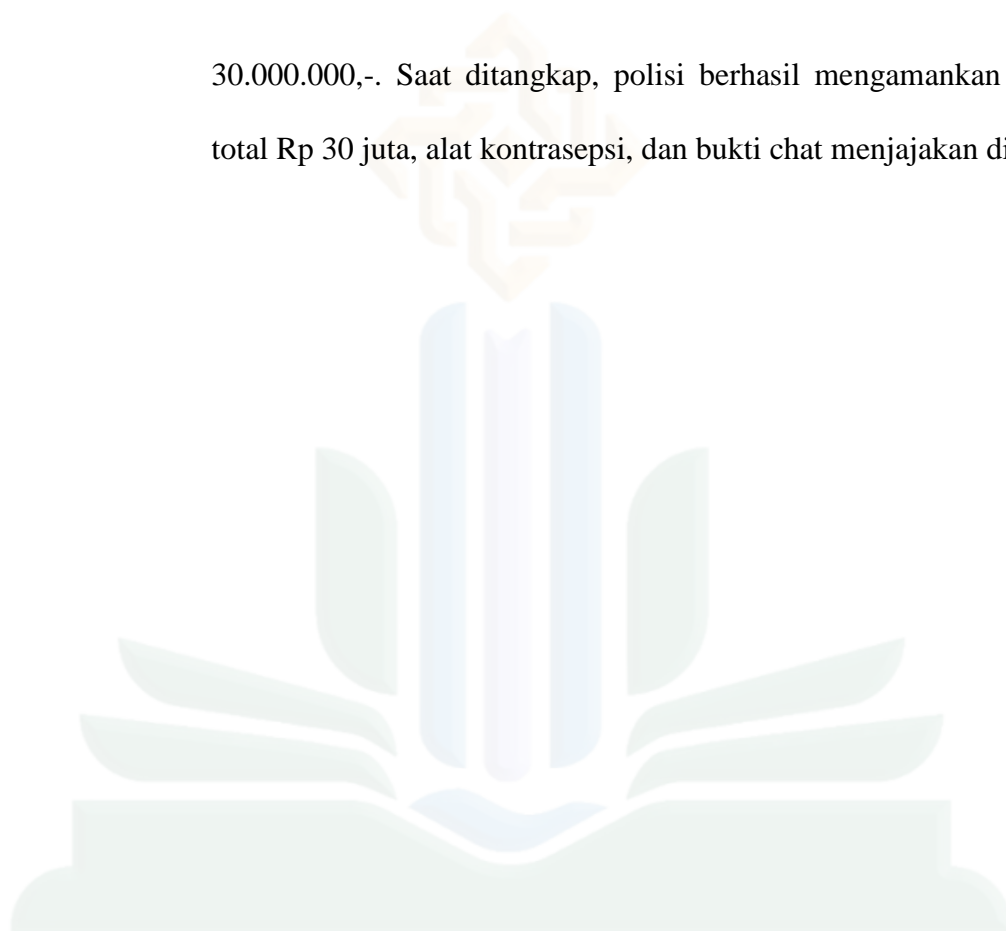 30.000.000,-. Saat ditangkap, polisi berhasil mengamankan
total Rp 30 juta, alat kontrasepsi, dan bukti chat menjajakan di